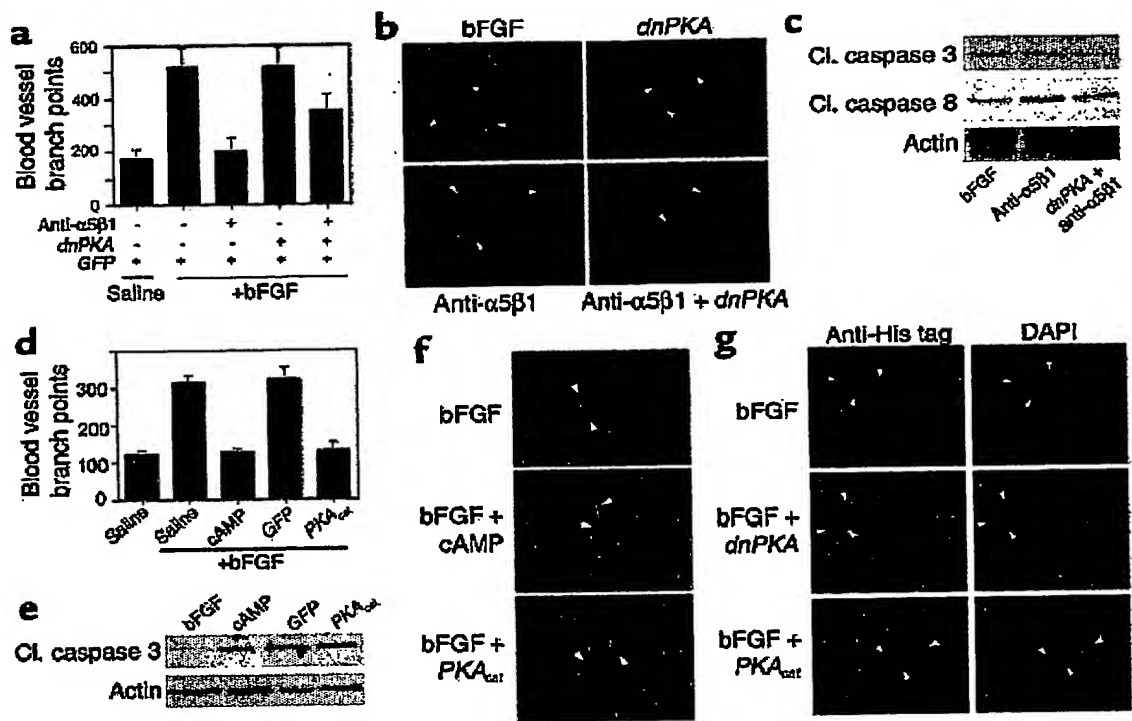 a
Blood vessel
branch points
600
400
200
0
Anti-α5β1 - - + - +
dnPKA - - - + +
GFP + + + + +
Saline +bFGF
b
bFGF dnPKA
Anti-α5β1 Anti-α5β1 + dnPKA
c
Cl. caspase 3
Cl. caspase 8
Actin
bFGF
Anti-α5β1
dnPKA +
anti-α5β1
d
Blood vessel
branch points
300
200
100
0
Saline Saline cAMP GFP PKAcat
+bFGF
e
bFGF cAMP GFP PKAcat
Cl. caspase 3
Actin
f
bFGF
bFGF +
cAMP
bFGF +
PKAcat
g
Anti-His tag DAPI
bFGF
bFGF +
dnPKA
bFGF +
PKAcat